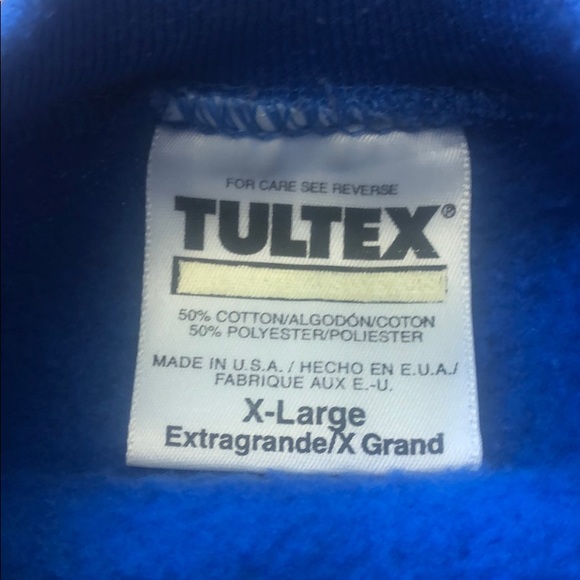 FOR CARE SEE REVERSE
TULTEX®
50% COTTON/ALGODÓN/COTON
50% POLYESTER/POLIESTER
MADE IN U.S.A. / HECHO EN E.U.A./
FABRIQUE AUX E.-U.
X-Large
Extragrande/X Grand